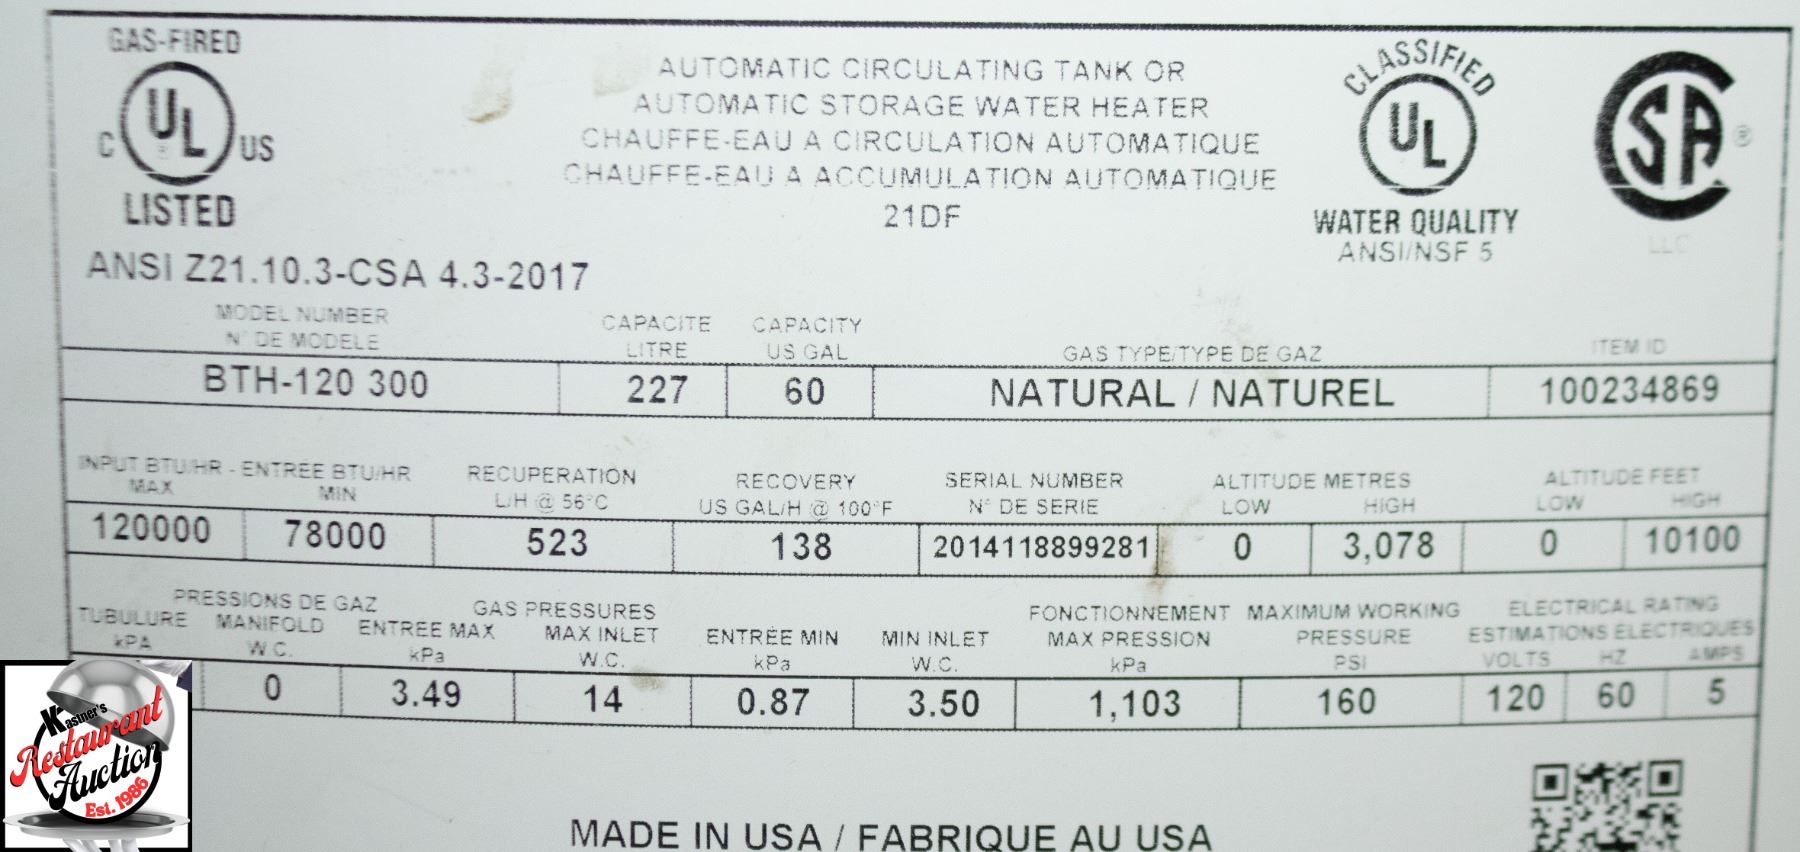 GAS-FIRED
C UL US
LISTED
ANSI Z21.10.3-CSA 4.3-2017
AUTOMATIC CIRCULATING TANK OR
AUTOMATIC STORAGE WATER HEATER
CHAUFFE-EAU A CIRCULATION AUTOMATIQUE
CHAUFFE-EAU A ACCUMULATION AUTOMATIQUE
21DF
CLASSIFIED
UL
WATER QUALITY
ANSI/NSF 5
CSA ®
LLC
MODEL NUMBER
N° DE MODELE
BTH-120 300
CAPACITE
LITRE
227
CAPACITY
US GAL
60
GAS TYPE/TYPE DE GAZ
NATURAL / NATUREL
ITEM ID
100234869
INPUT BTU/HR - ENTRÉE BTU/HR
MAX MIN
120000 78000
RECUPERATION
L/H @ 56°C
523
RECOVERY
US GAL/H @ 100°F
138
SERIAL NUMBER
N° DE SERIE
2014118899281
ALTITUDE METRES
LOW HIGH
0 3,078
ALTITUDE FEET
LOW HIGH
0 10100
PRESSIONS DE GAZ GAS PRESSURES
TUBULURE
kPA
MANIFOLD
W.C.
0
ENTRÉE MAX
kPa
3.49
MAX INLET
W.C.
14
ENTRÉE MIN
kPa
0.87
MIN INLET
W.C.
3.50
FONCTIONNEMENT
MAX PRESSION
kPa
1,103
MAXIMUM WORKING
PRESSURE
PSI
160
ELECTRICAL RATING
ESTIMATIONS ÉLECTRIQUES
VOLTS HZ AMPS
120 60 5
MADE IN USA / FABRIQUE AU USA
Kastner's
Restaurant
Auction
Est. 1986